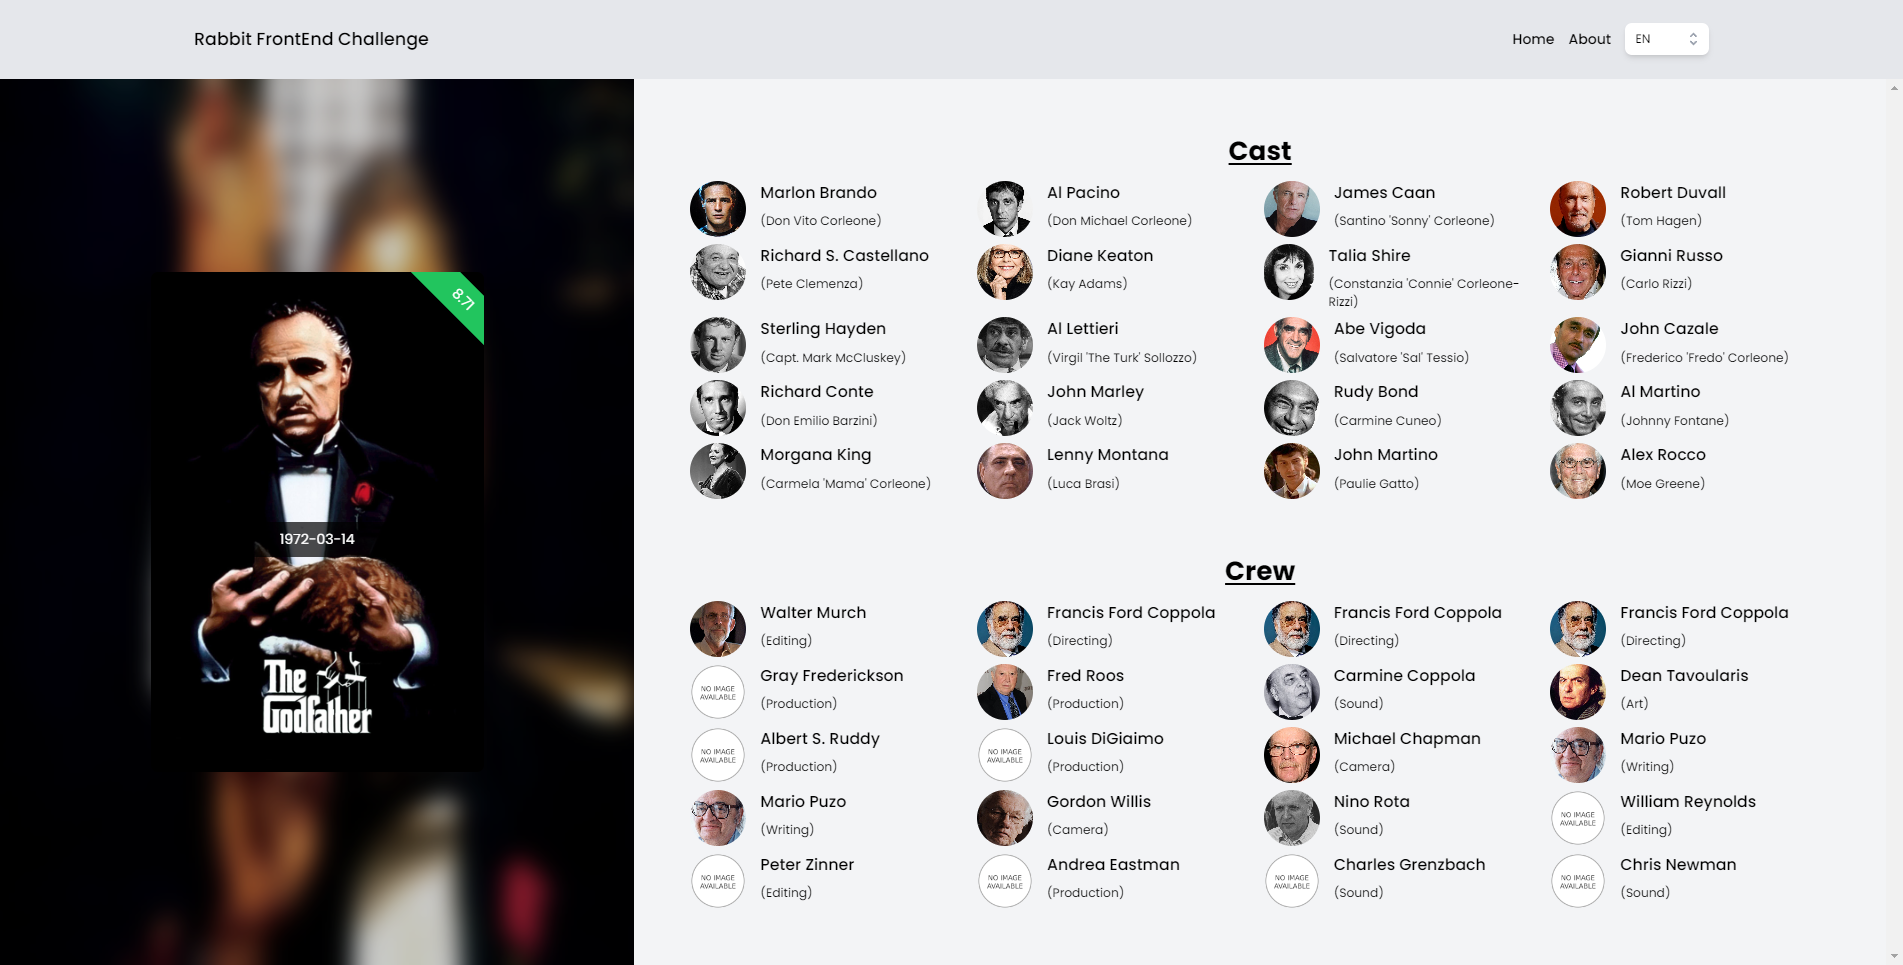 Rabbit FrontEnd Challenge
Home About EN
8.71
1972-03-14
The
Godfather
Cast
Marlon Brando
(Don Vito Corleone)
Al Pacino
(Don Michael Corleone)
James Caan
(Santino 'Sonny' Corleone)
Robert Duvall
(Tom Hagen)
Richard S. Castellano
(Pete Clemenza)
Diane Keaton
(Kay Adams)
Talia Shire
(Constanzia 'Connie' Corleone-
Rizzi)
Gianni Russo
(Carlo Rizzi)
Sterling Hayden
(Capt. Mark McCluskey)
Al Lettieri
(Virgil 'The Turk' Sollozzo)
Abe Vigoda
(Salvatore 'Sal' Tessio)
John Cazale
(Frederico 'Fredo' Corleone)
Richard Conte
(Don Emilio Barzini)
John Marley
(Jack Woltz)
Rudy Bond
(Carmine Cuneo)
Al Martino
(Johnny Fontane)
Morgana King
(Carmela 'Mama' Corleone)
Lenny Montana
(Luca Brasi)
John Martino
(Paulie Gatto)
Alex Rocco
(Moe Greene)
Crew
Walter Murch
(Editing)
Francis Ford Coppola
(Directing)
Francis Ford Coppola
(Directing)
Francis Ford Coppola
(Directing)
NO IMAGE
AVAILABLE
Gray Frederickson
(Production)
Fred Roos
(Production)
Carmine Coppola
(Sound)
Dean Tavoularis
(Art)
NO IMAGE
AVAILABLE
Albert S. Ruddy
(Production)
NO IMAGE
AVAILABLE
Louis DiGiaimo
(Production)
Michael Chapman
(Camera)
Mario Puzo
(Writing)
Mario Puzo
(Writing)
Gordon Willis
(Camera)
Nino Rota
(Sound)
NO IMAGE
AVAILABLE
William Reynolds
(Editing)
NO IMAGE
AVAILABLE
Peter Zinner
(Editing)
NO IMAGE
AVAILABLE
Andrea Eastman
(Production)
NO IMAGE
AVAILABLE
Charles Grenzbach
(Sound)
NO IMAGE
AVAILABLE
Chris Newman
(Sound)